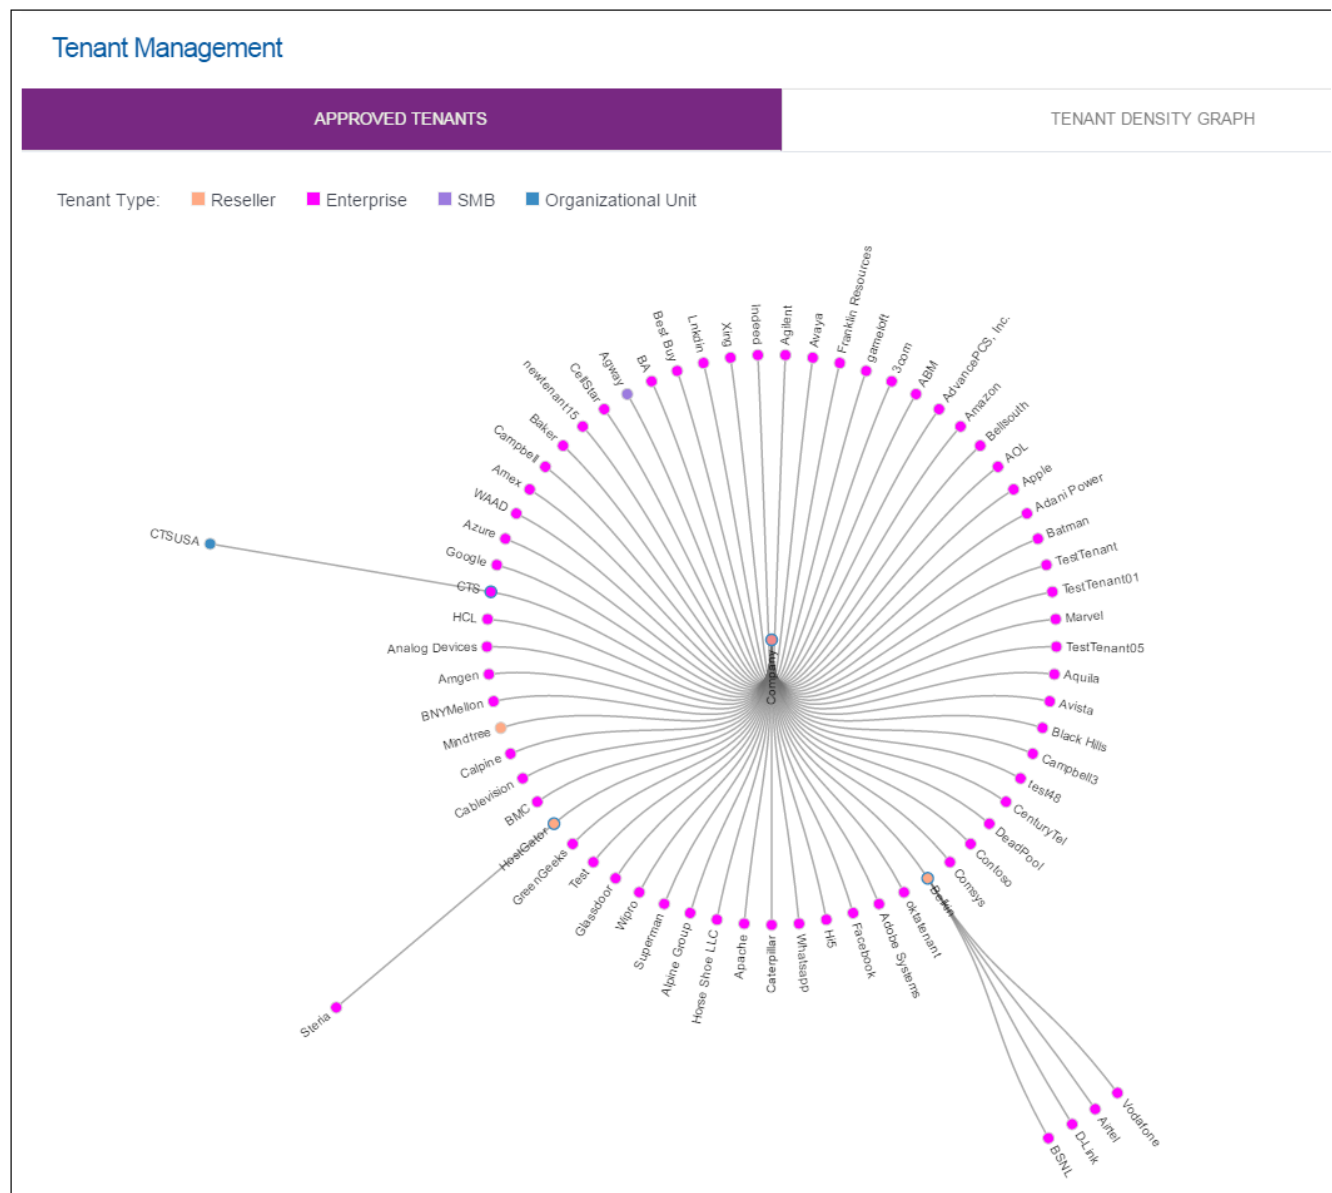 Tenant Management
APPROVED TENANTS
TENANT DENSITY GRAPH
Tenant Type:
Reseller
Enterprise
SMB
Organizational Unit
Indeed
Agilent
Avaya
Franklin Resources
gameloft
3com
ABM
AdvancePCS, Inc.
Amazon
Bellsouth
AOL
Apple
Adani Power
Batman
TestTenant
TestTenant01
Marvel
TestTenant05
Aquila
Avista
Black Hills
Campbell3
test48
CenturyTel
DeadPool
Contoso
Comsys
Belkin
Vodafone
Airtel
D-Link
BSNL
oktatenant
Adobe Systems
Facebook
Hi5
Whatsapp
Caterpillar
Apache
Horse Shoe LLC
Alpine Group
Superman
Wipro
Glassdoor
Test
GreenGeeks
HostGator
Steria
BMC
Cablevision
Calpine
Mindtree
BNYMellon
Amgen
Analog Devices
HCL
CTS
CTSUSA
Google
Azure
WAAD
Amex
Campbell
Baker
newtenant15
CellStar
Agway
BA
Best Buy
Lnkdin
Xing
Company